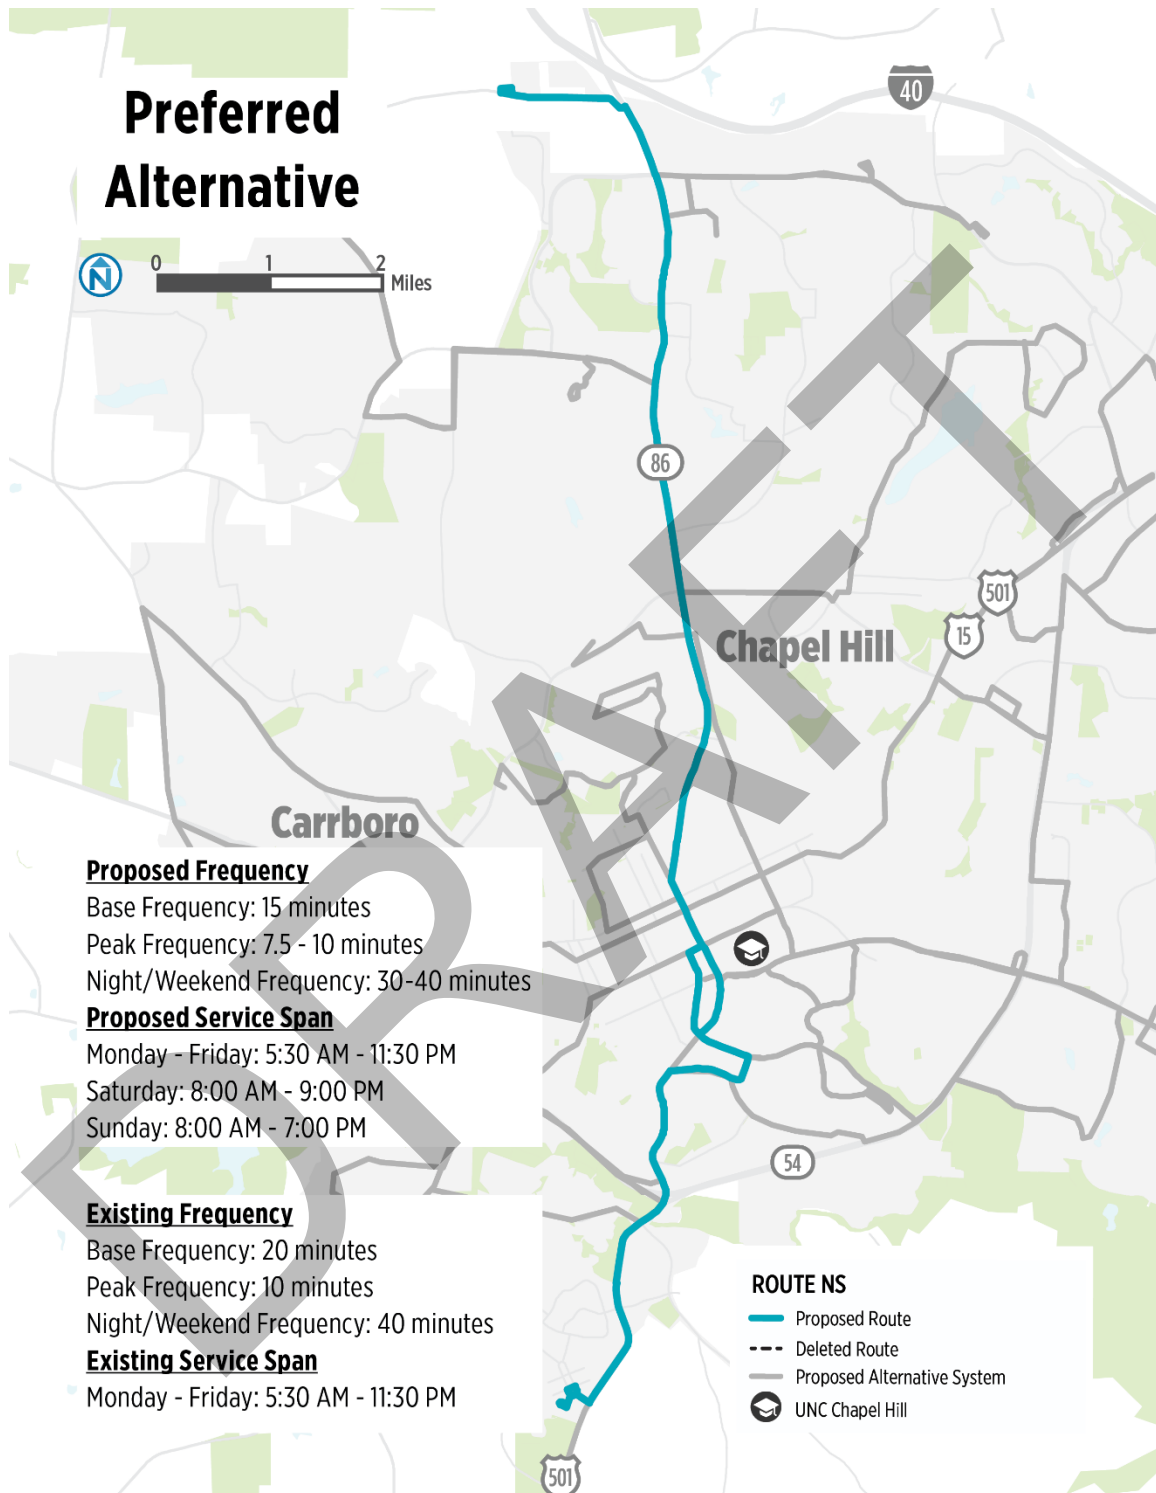 Preferred
Alternative
N
0 1 2
Miles
40
86
501
15
Chapel Hill
Carrboro
DRAFT
Proposed Frequency
Base Frequency: 15 minutes
Peak Frequency: 7.5 - 10 minutes
Night/Weekend Frequency: 30-40 minutes
Proposed Service Span
Monday - Friday: 5:30 AM - 11:30 PM
Saturday: 8:00 AM - 9:00 PM
Sunday: 8:00 AM - 7:00 PM
54
Existing Frequency
Base Frequency: 20 minutes
Peak Frequency: 10 minutes
Night/Weekend Frequency: 40 minutes
Existing Service Span
Monday - Friday: 5:30 AM - 11:30 PM
ROUTE NS
Proposed Route
Deleted Route
Proposed Alternative System
UNC Chapel Hill
501